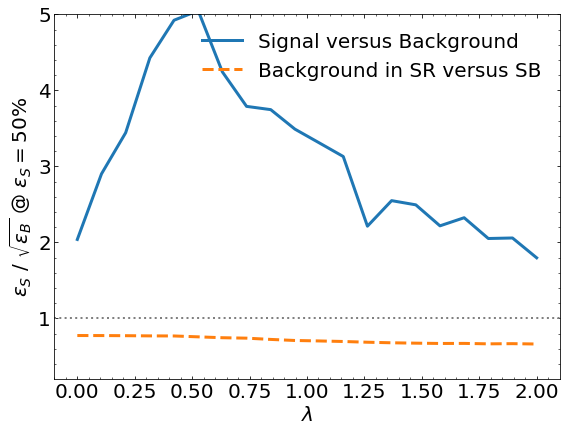 5
4
3
2
1
ε_S / √ε_B @ ε_S = 50%
Signal versus Background
Background in SR versus SB
0.00 0.25 0.50 0.75 1.00 1.25 1.50 1.75 2.00
λ